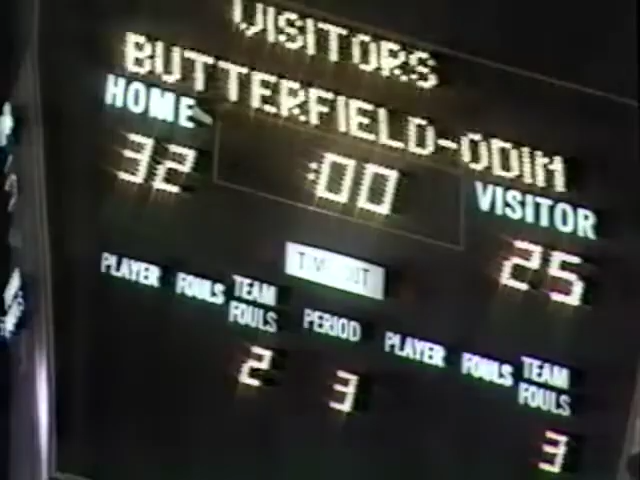 VISITORS
BUTTERFIELD-ODIN
HOME
32
:00
VISITOR
25
T.V. OUT
PLAYER FOULS TEAM FOULS
PERIOD
PLAYER FOULS TEAM FOULS
2
3
3